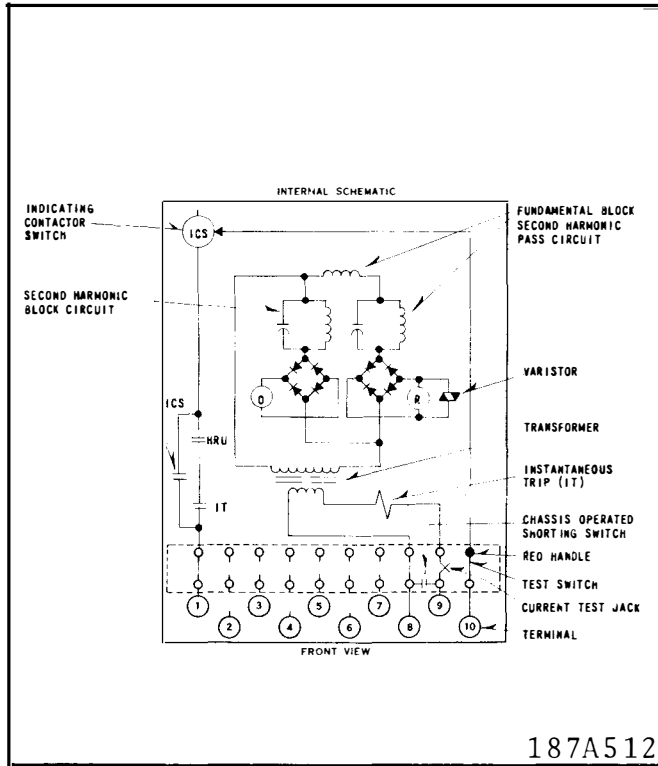 INTERNAL SCHEMATIC
INDICATING
CONTACTOR
SWITCH
ICS
FUNDAMENTAL BLOCK
SECOND HARMONIC
PASS CIRCUIT
SECOND HARMONIC
BLOCK CIRCUIT
O
R
VARISTOR
ICS
HRU
TRANSFORMER
INSTANTANEOUS
TRIP (IT)
IT
CHASSIS OPERATED
SHORTING SWITCH
RED HANDLE
TEST SWITCH
CURRENT TEST JACK
TERMINAL
1
3
5
7
9
2
4
6
8
10
FRONT VIEW
187A512